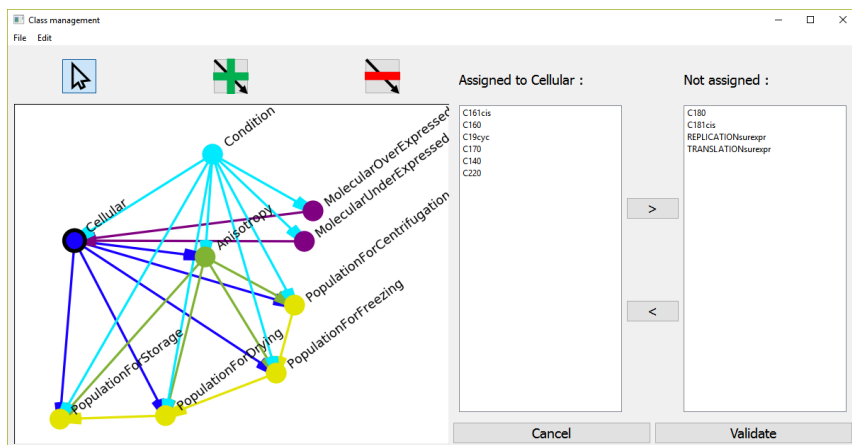 Class management
File Edit
Assigned to Cellular :
Not assigned :
Condition
MolecularOverExpressed
MolecularUnderExpressed
Cellular
Anisotropy
PopulationForCentrifugation
PopulationForFreezing
PopulationForDrying
PopulationForStorage
C161cis
C160
C19cyc
C170
C140
C220
C180
C181cis
REPLICATIONsurexpr
TRANSLATIONsurexpr
>
<
Cancel
Validate